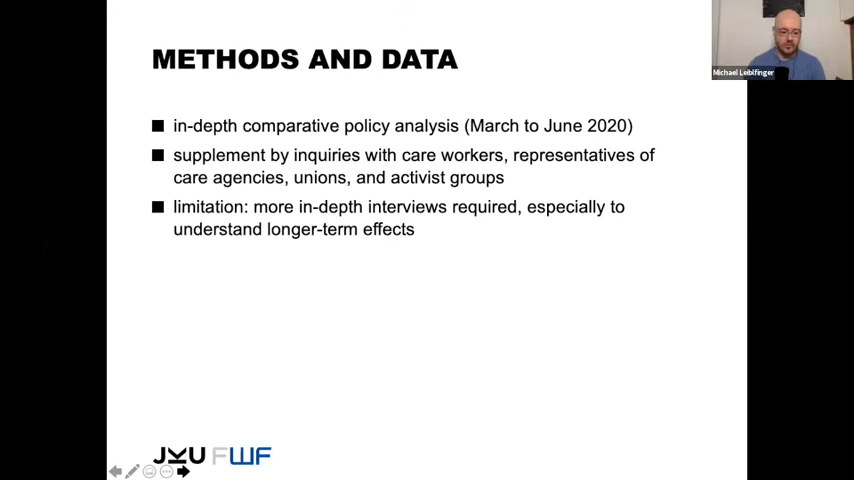 METHODS AND DATA
in-depth comparative policy analysis (March to June 2020)
supplement by inquiries with care workers, representatives of
care agencies, unions, and activist groups
limitation: more in-depth interviews required, especially to
understand longer-term effects
Michael Leiblfinger
JKU FWF